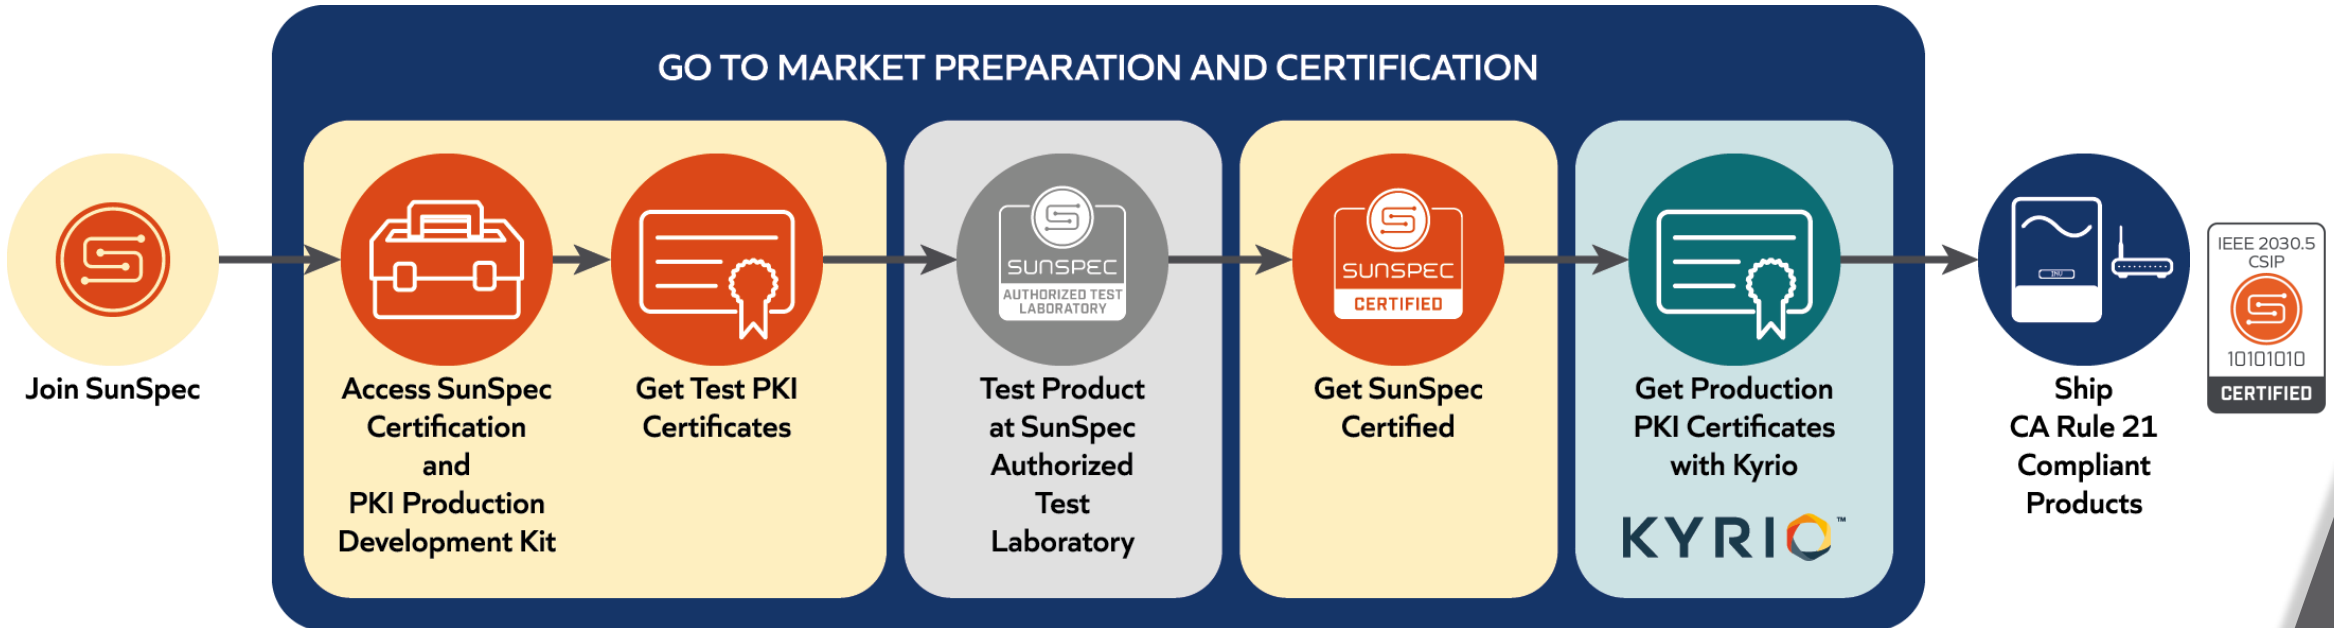 GO TO MARKET PREPARATION AND CERTIFICATION
Join SunSpec
Access SunSpec
Certification
and
PKI Production
Development Kit
Get Test PKI
Certificates
SUNSPEC
AUTHORIZED TEST
LABORATORY
Test Product
at SunSpec
Authorized
Test
Laboratory
SUNSPEC
CERTIFIED
Get SunSpec
Certified
Get Production
PKI Certificates
with Kyrio
KYRIO™
Ship
CA Rule 21
Compliant
Products
IEEE 2030.5
CSIP
10101010
CERTIFIED